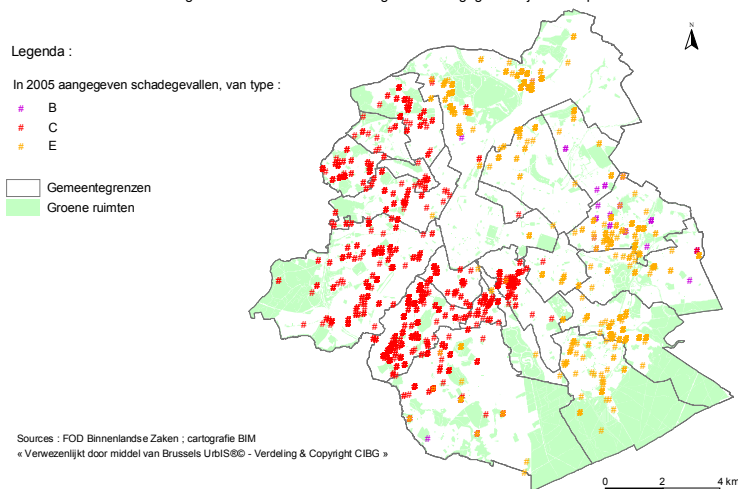 Legenda :
In 2005 aangegeven schadegevallen, van type :
# B
# C
# E
Gemeentegrenzen
Groene ruimten
N
Sources : FOD Binnenlandse Zaken ; cartografie BIM
« Verwezenlijkt door middel van Brussels UrbIS®© - Verdeling & Copyright CIBG »
0 2 4 km